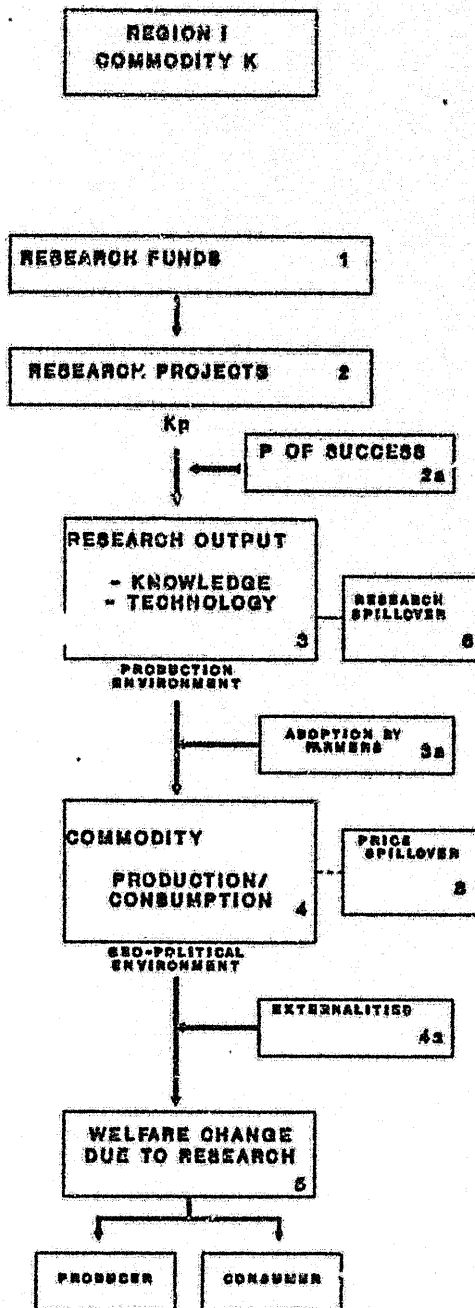 REGION I
COMMODITY K
RESEARCH FUNDS 1
RESEARCH PROJECTS 2
Kp
P OF SUCCESS
2a
RESEARCH OUTPUT
- KNOWLEDGE
- TECHNOLOGY
3
RESEARCH
SPILLOVER
6
PRODUCTION
ENVIRONMENT
ADOPTION BY
FARMERS 3a
COMMODITY
PRODUCTION/
CONSUMPTION
4
PRICE
SPILLOVER
GEO-POLITICAL
ENVIRONMENT
EXTERNALITIES
4a
WELFARE CHANGE
DUE TO RESEARCH
5
PRODUCER
CONSUMER